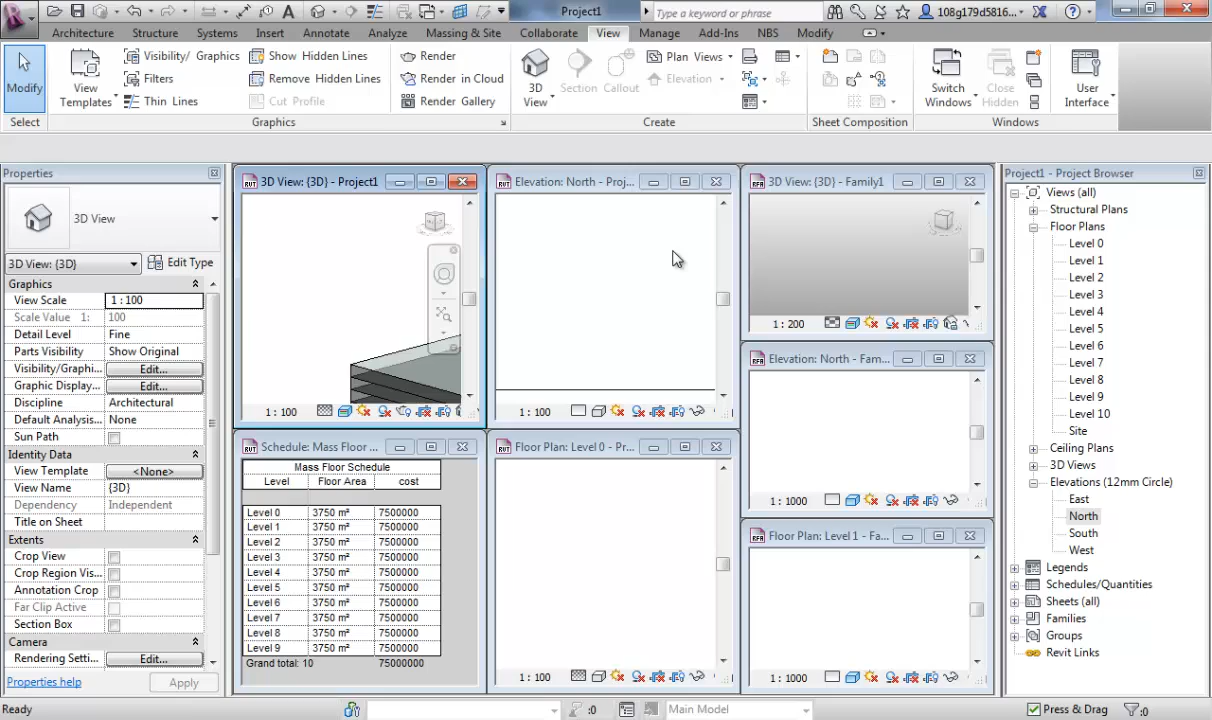 Project1
Type a keyword or phrase
108g179d5816...
Architecture Structure Systems Insert Annotate Analyze Massing & Site Collaborate View Manage Add-Ins NBS Modify
Modify
View
Templates
Visibility/ Graphics
Filters
Thin Lines
Show Hidden Lines
Remove Hidden Lines
Cut Profile
Render
Render in Cloud
Render Gallery
3D
View
Section
Callout
Plan Views
Elevation
Switch
Windows
Close
Hidden
User
Interface
Select Graphics Create Sheet Composition Windows
Properties
3D View
3D View: {3D}
Edit Type
Graphics
View Scale 1 : 100
Scale Value 1: 100
Detail Level Fine
Parts Visibility Show Original
Visibility/Graphi... Edit...
Graphic Display... Edit...
Discipline Architectural
Default Analysis... None
Sun Path
Identity Data
View Template <None>
View Name {3D}
Dependency Independent
Title on Sheet
Extents
Crop View
Crop Region Vis...
Annotation Crop
Far Clip Active
Section Box
Camera
Rendering Setti... Edit...
Properties help
Apply
3D View: {3D} - Project1
1 : 100
Elevation: North - Proj...
1 : 100
3D View: {3D} - Family1
1 : 200
Elevation: North - Fam...
1 : 1000
Schedule: Mass Floor ...
Mass Floor Schedule
Level Floor Area cost
Level 0 3750 m² 7500000
Level 1 3750 m² 7500000
Level 2 3750 m² 7500000
Level 3 3750 m² 7500000
Level 4 3750 m² 7500000
Level 5 3750 m² 7500000
Level 6 3750 m² 7500000
Level 7 3750 m² 7500000
Level 8 3750 m² 7500000
Level 9 3750 m² 7500000
Grand total: 10 75000000
Floor Plan: Level 0 - Pr...
1 : 100
Floor Plan: Level 1 - Fa...
1 : 1000
Project1 - Project Browser
Views (all)
Structural Plans
Floor Plans
Level 0
Level 1
Level 2
Level 3
Level 4
Level 5
Level 6
Level 7
Level 8
Level 9
Level 10
Site
Ceiling Plans
3D Views
Elevations (12mm Circle)
East
North
South
West
Legends
Schedules/Quantities
Sheets (all)
Families
Groups
Revit Links
Ready
:0
Main Model
Press & Drag
:0